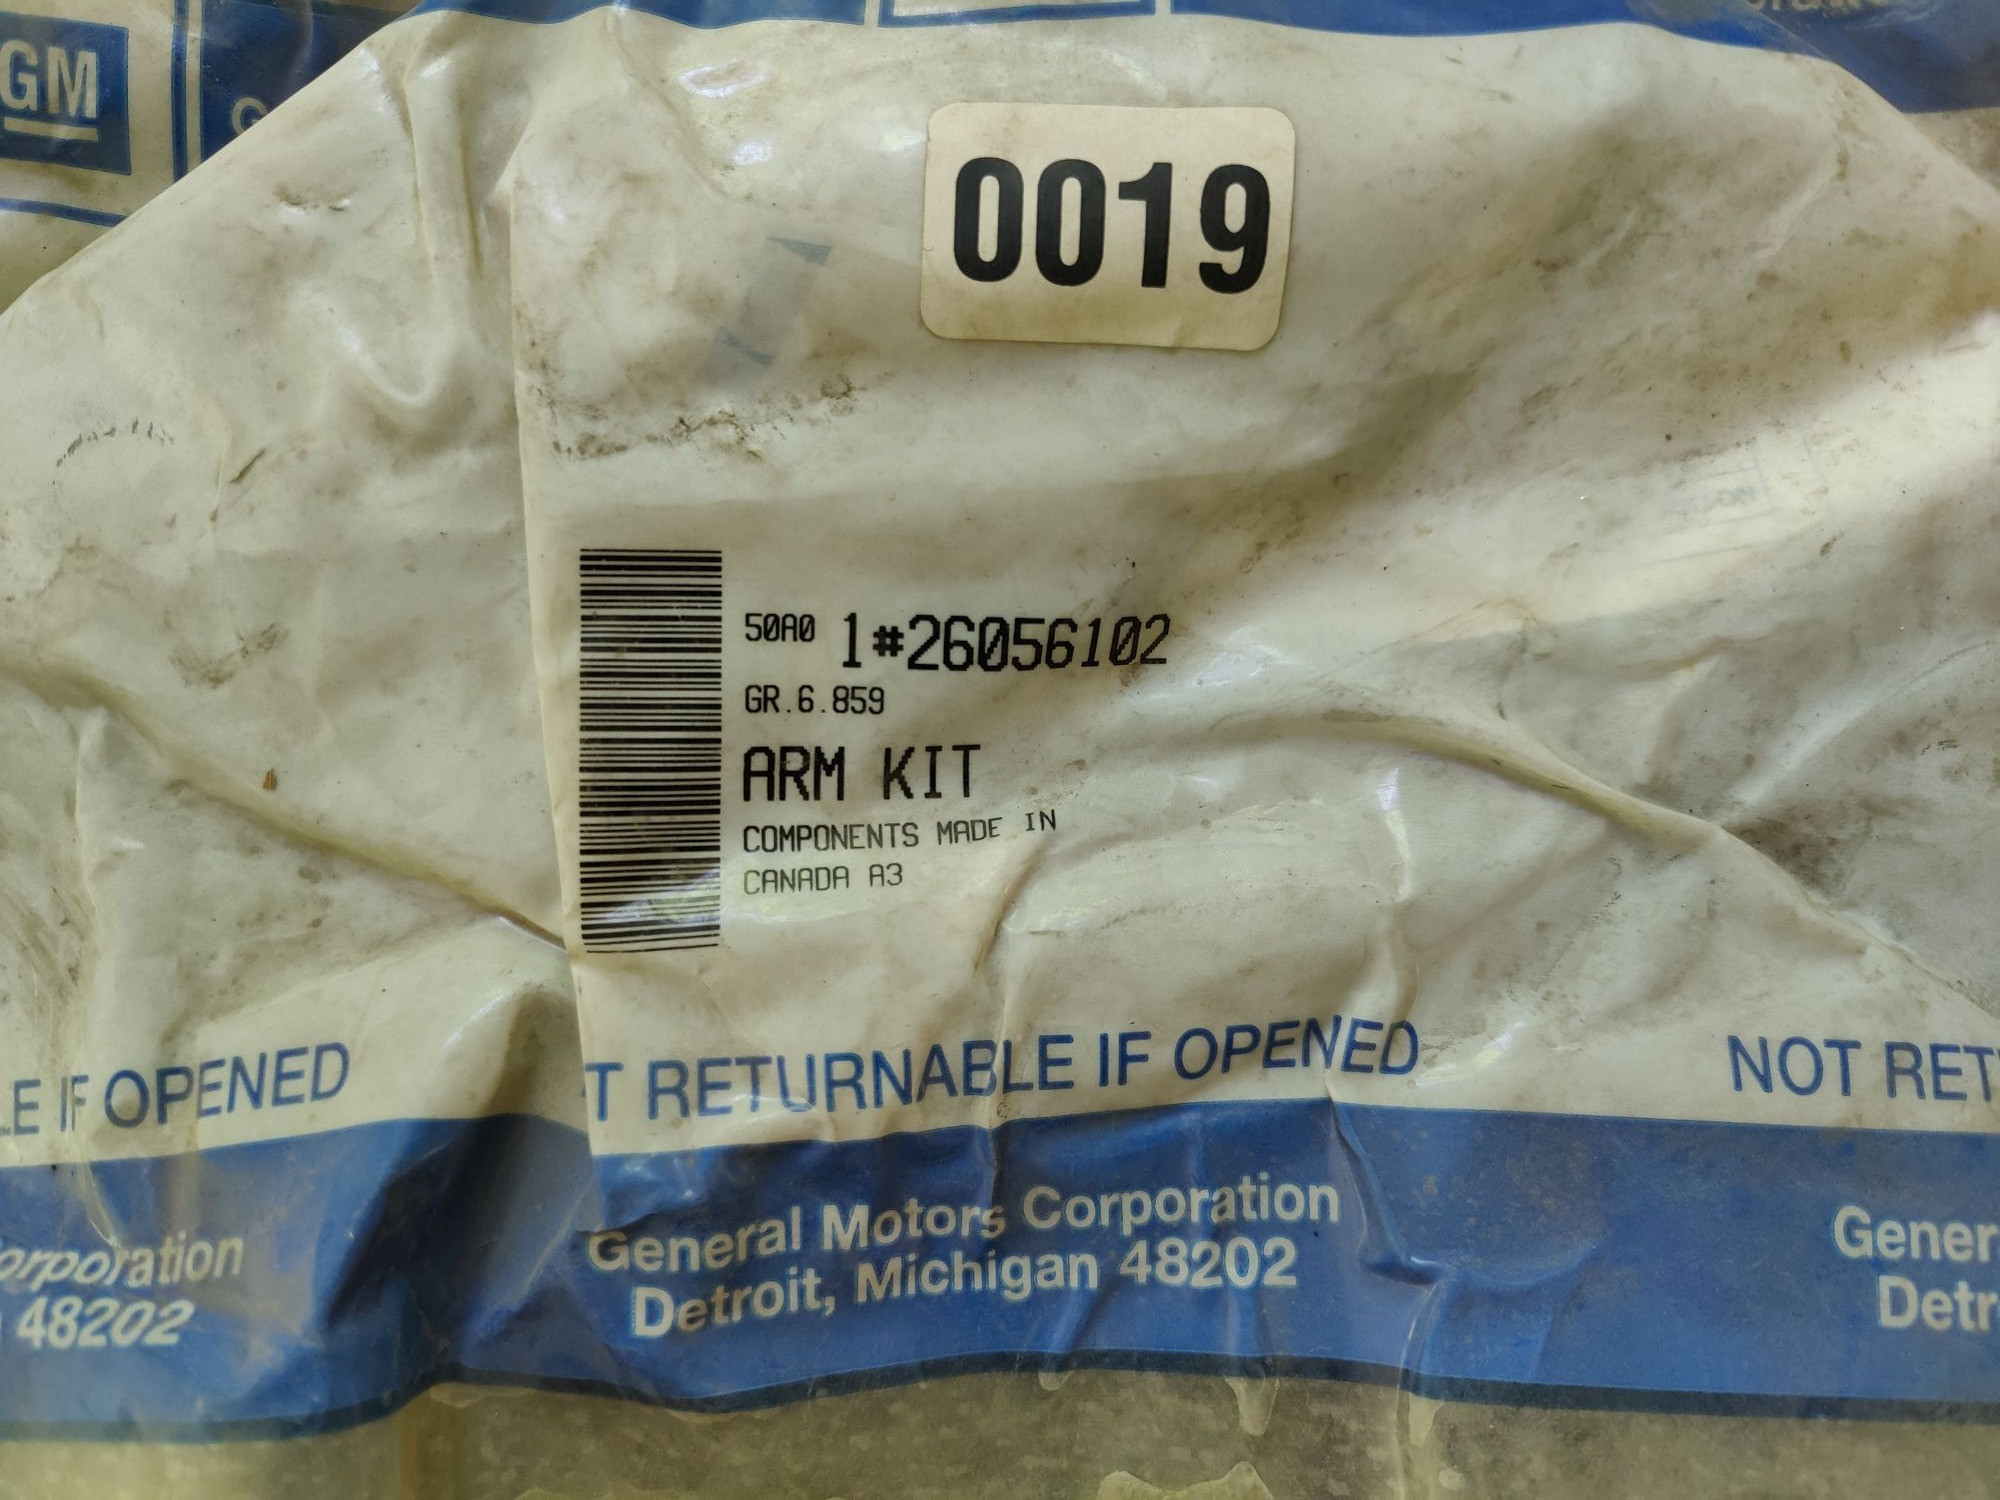 GM
0019
50A0 1#26056102
GR.6.859
ARM KIT
COMPONENTS MADE IN
CANADA A3
LE IF OPENED
T RETURNABLE IF OPENED
NOT RET
orporation
48202
General Motors Corporation
Detroit, Michigan 48202
Gener
Detr